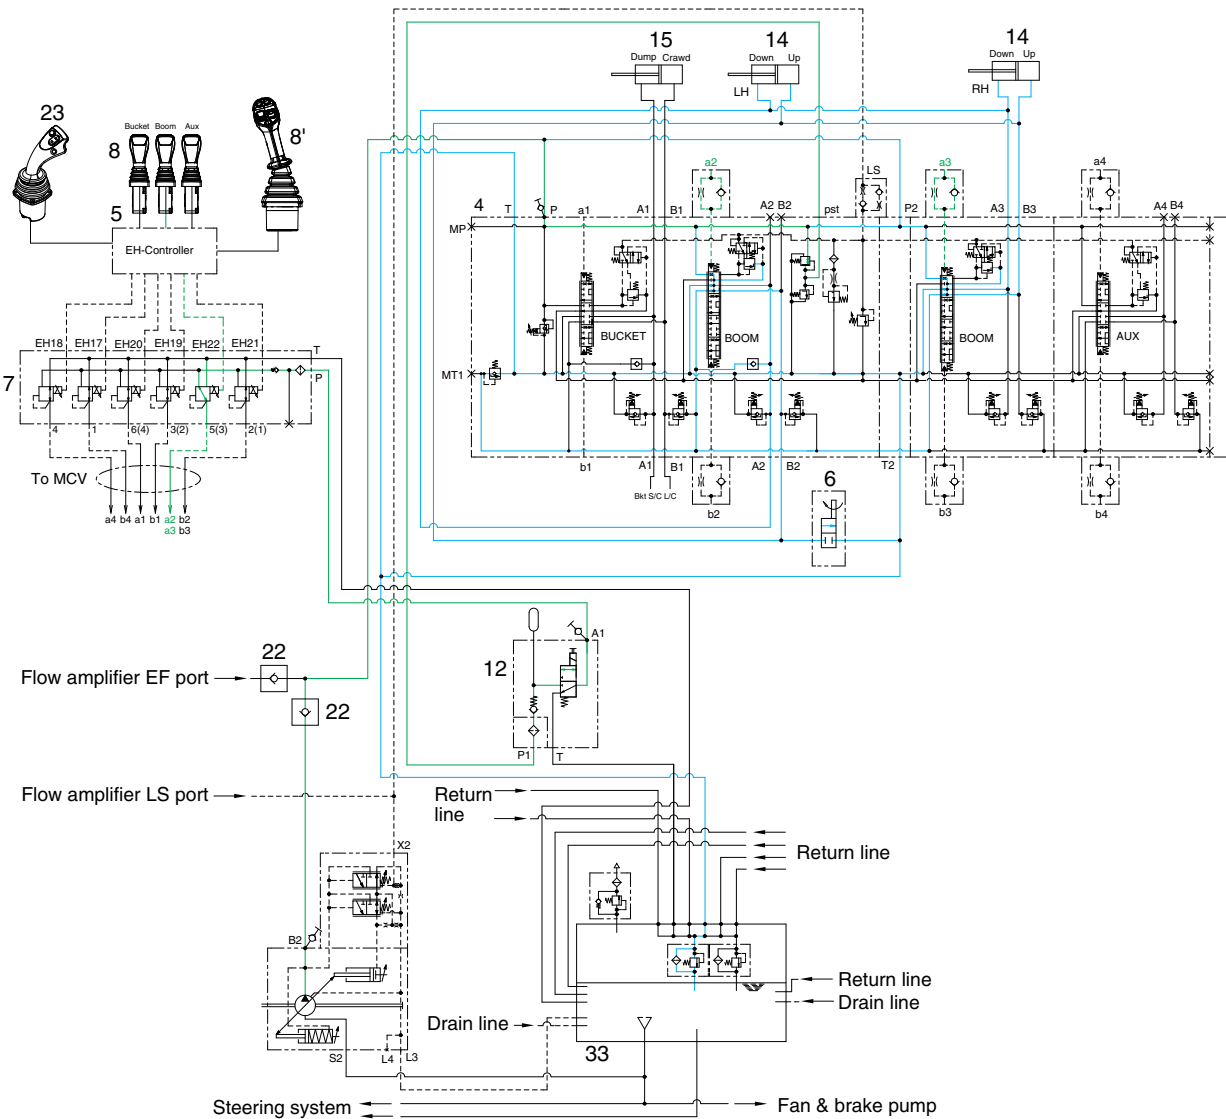 15
14
14
Dump Crawd
Down Up
Down Up
LH
RH
23
8
Bucket Boom Aux
8'
5
EH-Controller
a2
LS
a3
a4
4
T
P
a1
A1
B1
A2 B2
pst
P2
A3
B3
A4 B4
MP
BUCKET
BOOM
BOOM
AUX
MT1
EH18
EH17
EH20
EH19
EH22
EH21
T
P
7
4
1
6(4)
3(2)
5(3)
2(1)
To MCV
a4 b4 a1 b1 a2 b2
a3 b3
b1
A1
B1
A2
B2
T2
Bkt S/C L/C
b2
6
b3
b4
A1
12
22
Flow amplifier EF port
22
P1
T
Flow amplifier LS port
Return
line
Return line
X2
B2
Return line
Drain line
Drain line
33
S2
L4
L3
Steering system
Fan & brake pump